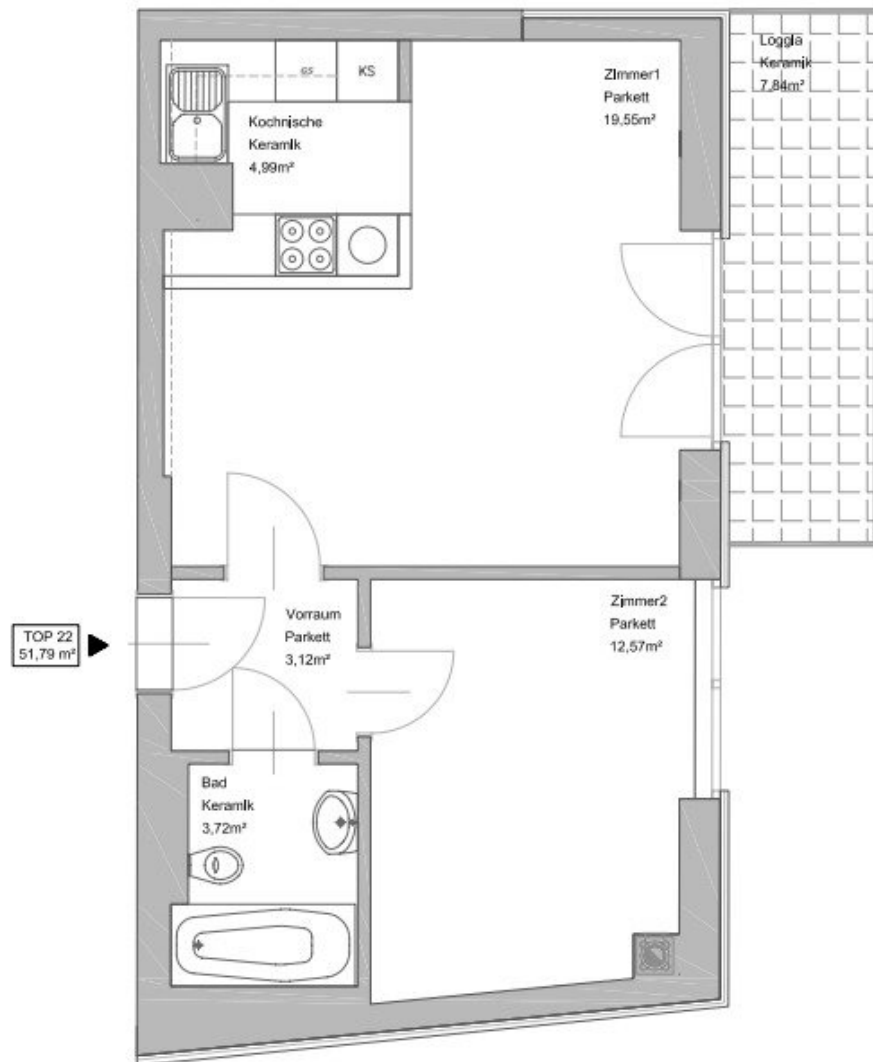 Loggia
Keramik
7,84m²
GS
KS
Zimmer1
Parkett
19,55m²
Kochnische
Keramik
4,99m²
TOP 22
51,79 m²
Vorraum
Parkett
3,12m²
Zimmer2
Parkett
12,57m²
Bad
Keramik
3,72m²